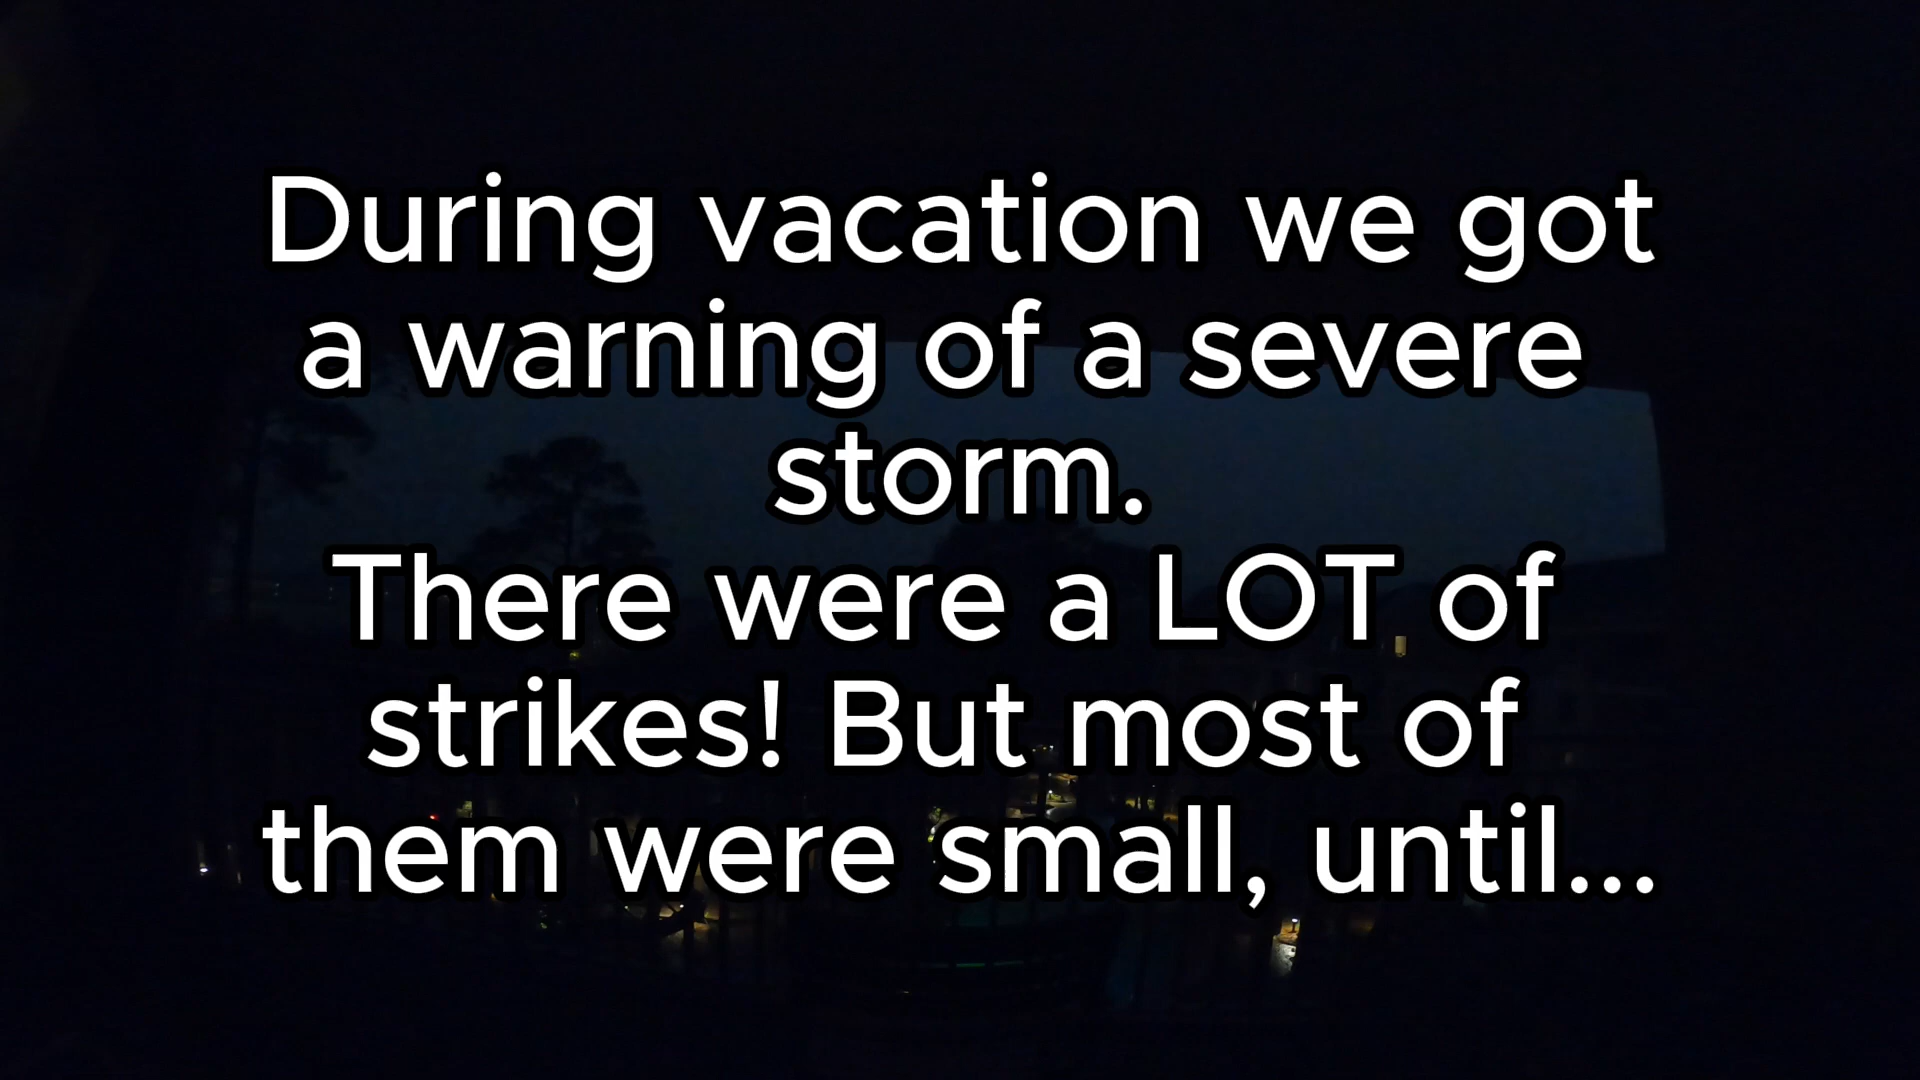 During vacation we got
a warning of a severe
storm.
There were a LOT of
strikes! But most of
them were small, until...